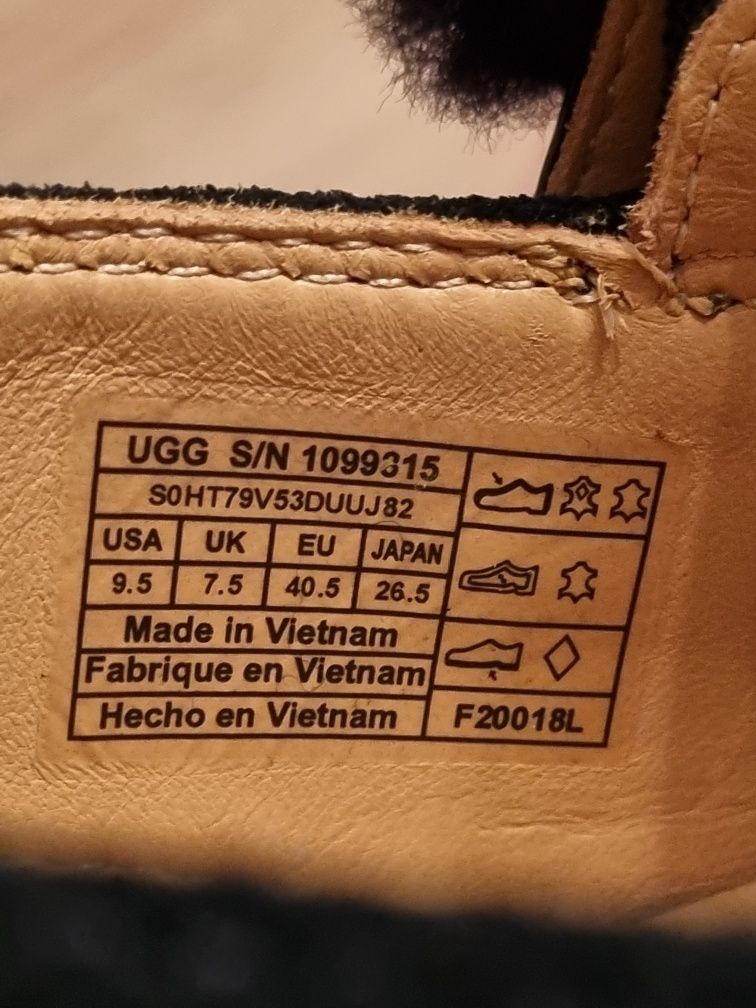 UGG S/N 1099315
S0HT79V53DUUJ82
USA UK EU JAPAN
9.5 7.5 40.5 26.5
Made in Vietnam
Fabrique en Vietnam
Hecho en Vietnam
F20018L